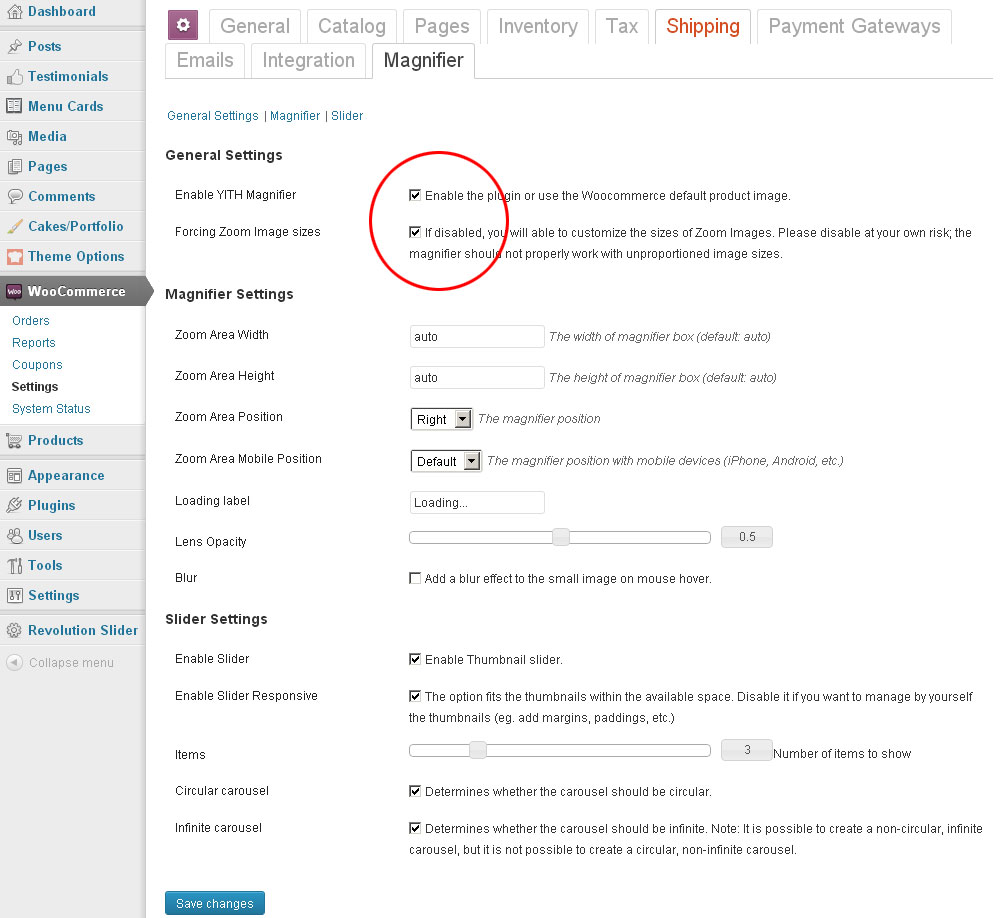 Dashboard
Posts
Testimonials
Menu Cards
Media
Pages
Comments
Cakes/Portfolio
Theme Options
woo WooCommerce
Orders
Reports
Coupons
Settings
System Status
Products
Appearance
Plugins
Users
Tools
Settings
Revolution Slider
Collapse menu
General Catalog Pages Inventory Tax Shipping Payment Gateways
Emails Integration Magnifier
General Settings | Magnifier | Slider
General Settings
Enable YITH Magnifier Enable the plugin or use the Woocommerce default product image.
Forcing Zoom Image sizes If disabled, you will able to customize the sizes of Zoom Images. Please disable at your own risk; the
magnifier should not properly work with unproportioned image sizes.
Magnifier Settings
Zoom Area Width auto The width of magnifier box (default: auto)
Zoom Area Height auto The height of magnifier box (default: auto)
Zoom Area Position Right The magnifier position
Zoom Area Mobile Position Default The magnifier position with mobile devices (iPhone, Android, etc.)
Loading label Loading...
Lens Opacity 0.5
Blur Add a blur effect to the small image on mouse hover.
Slider Settings
Enable Slider Enable Thumbnail slider.
Enable Slider Responsive The option fits the thumbnails within the available space. Disable it if you want to manage by yourself
the thumbnails (eg. add margins, paddings, etc.)
Items 3 Number of items to show
Circular carousel Determines whether the carousel should be circular.
Infinite carousel Determines whether the carousel should be infinite. Note: It is possible to create a non-circular, infinite
carousel, but it is not possible to create a circular, non-infinite carousel.
Save changes